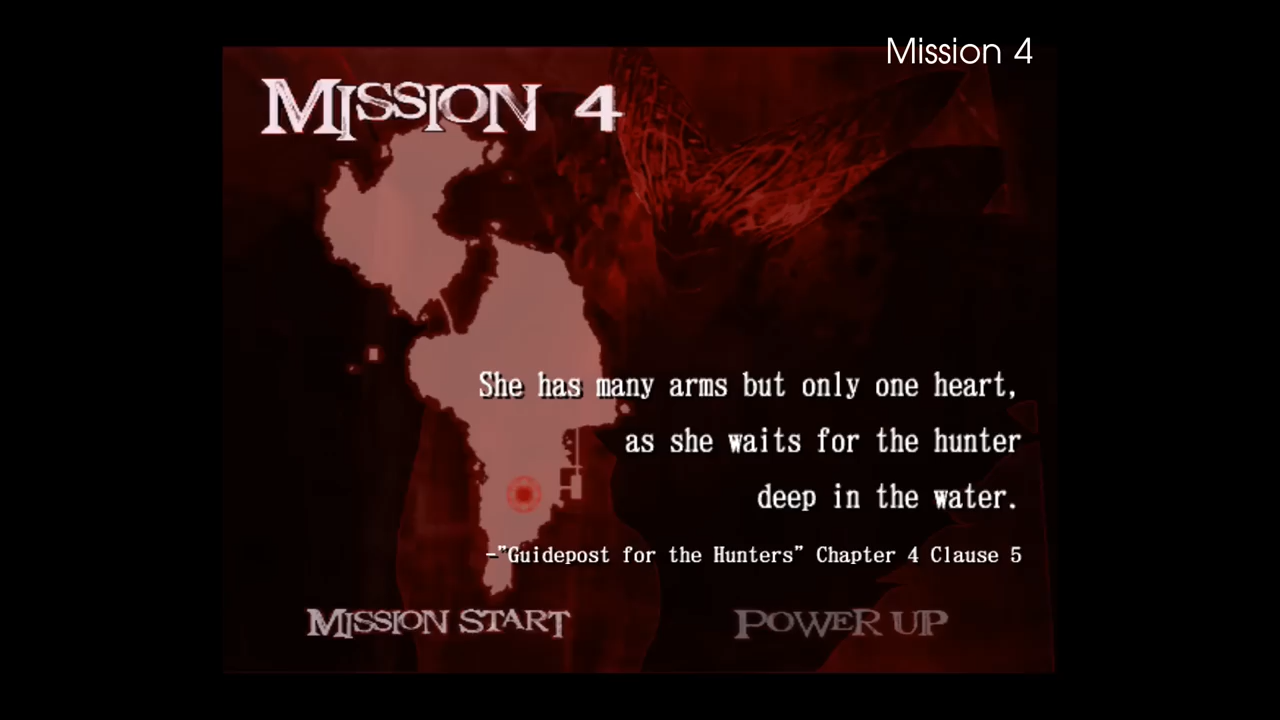 Mission 4
MISSION 4
She has many arms but only one heart,
as she waits for the hunter
deep in the water.
-"Guidepost for the Hunters" Chapter 4 Clause 5
MISSION START
POWER UP